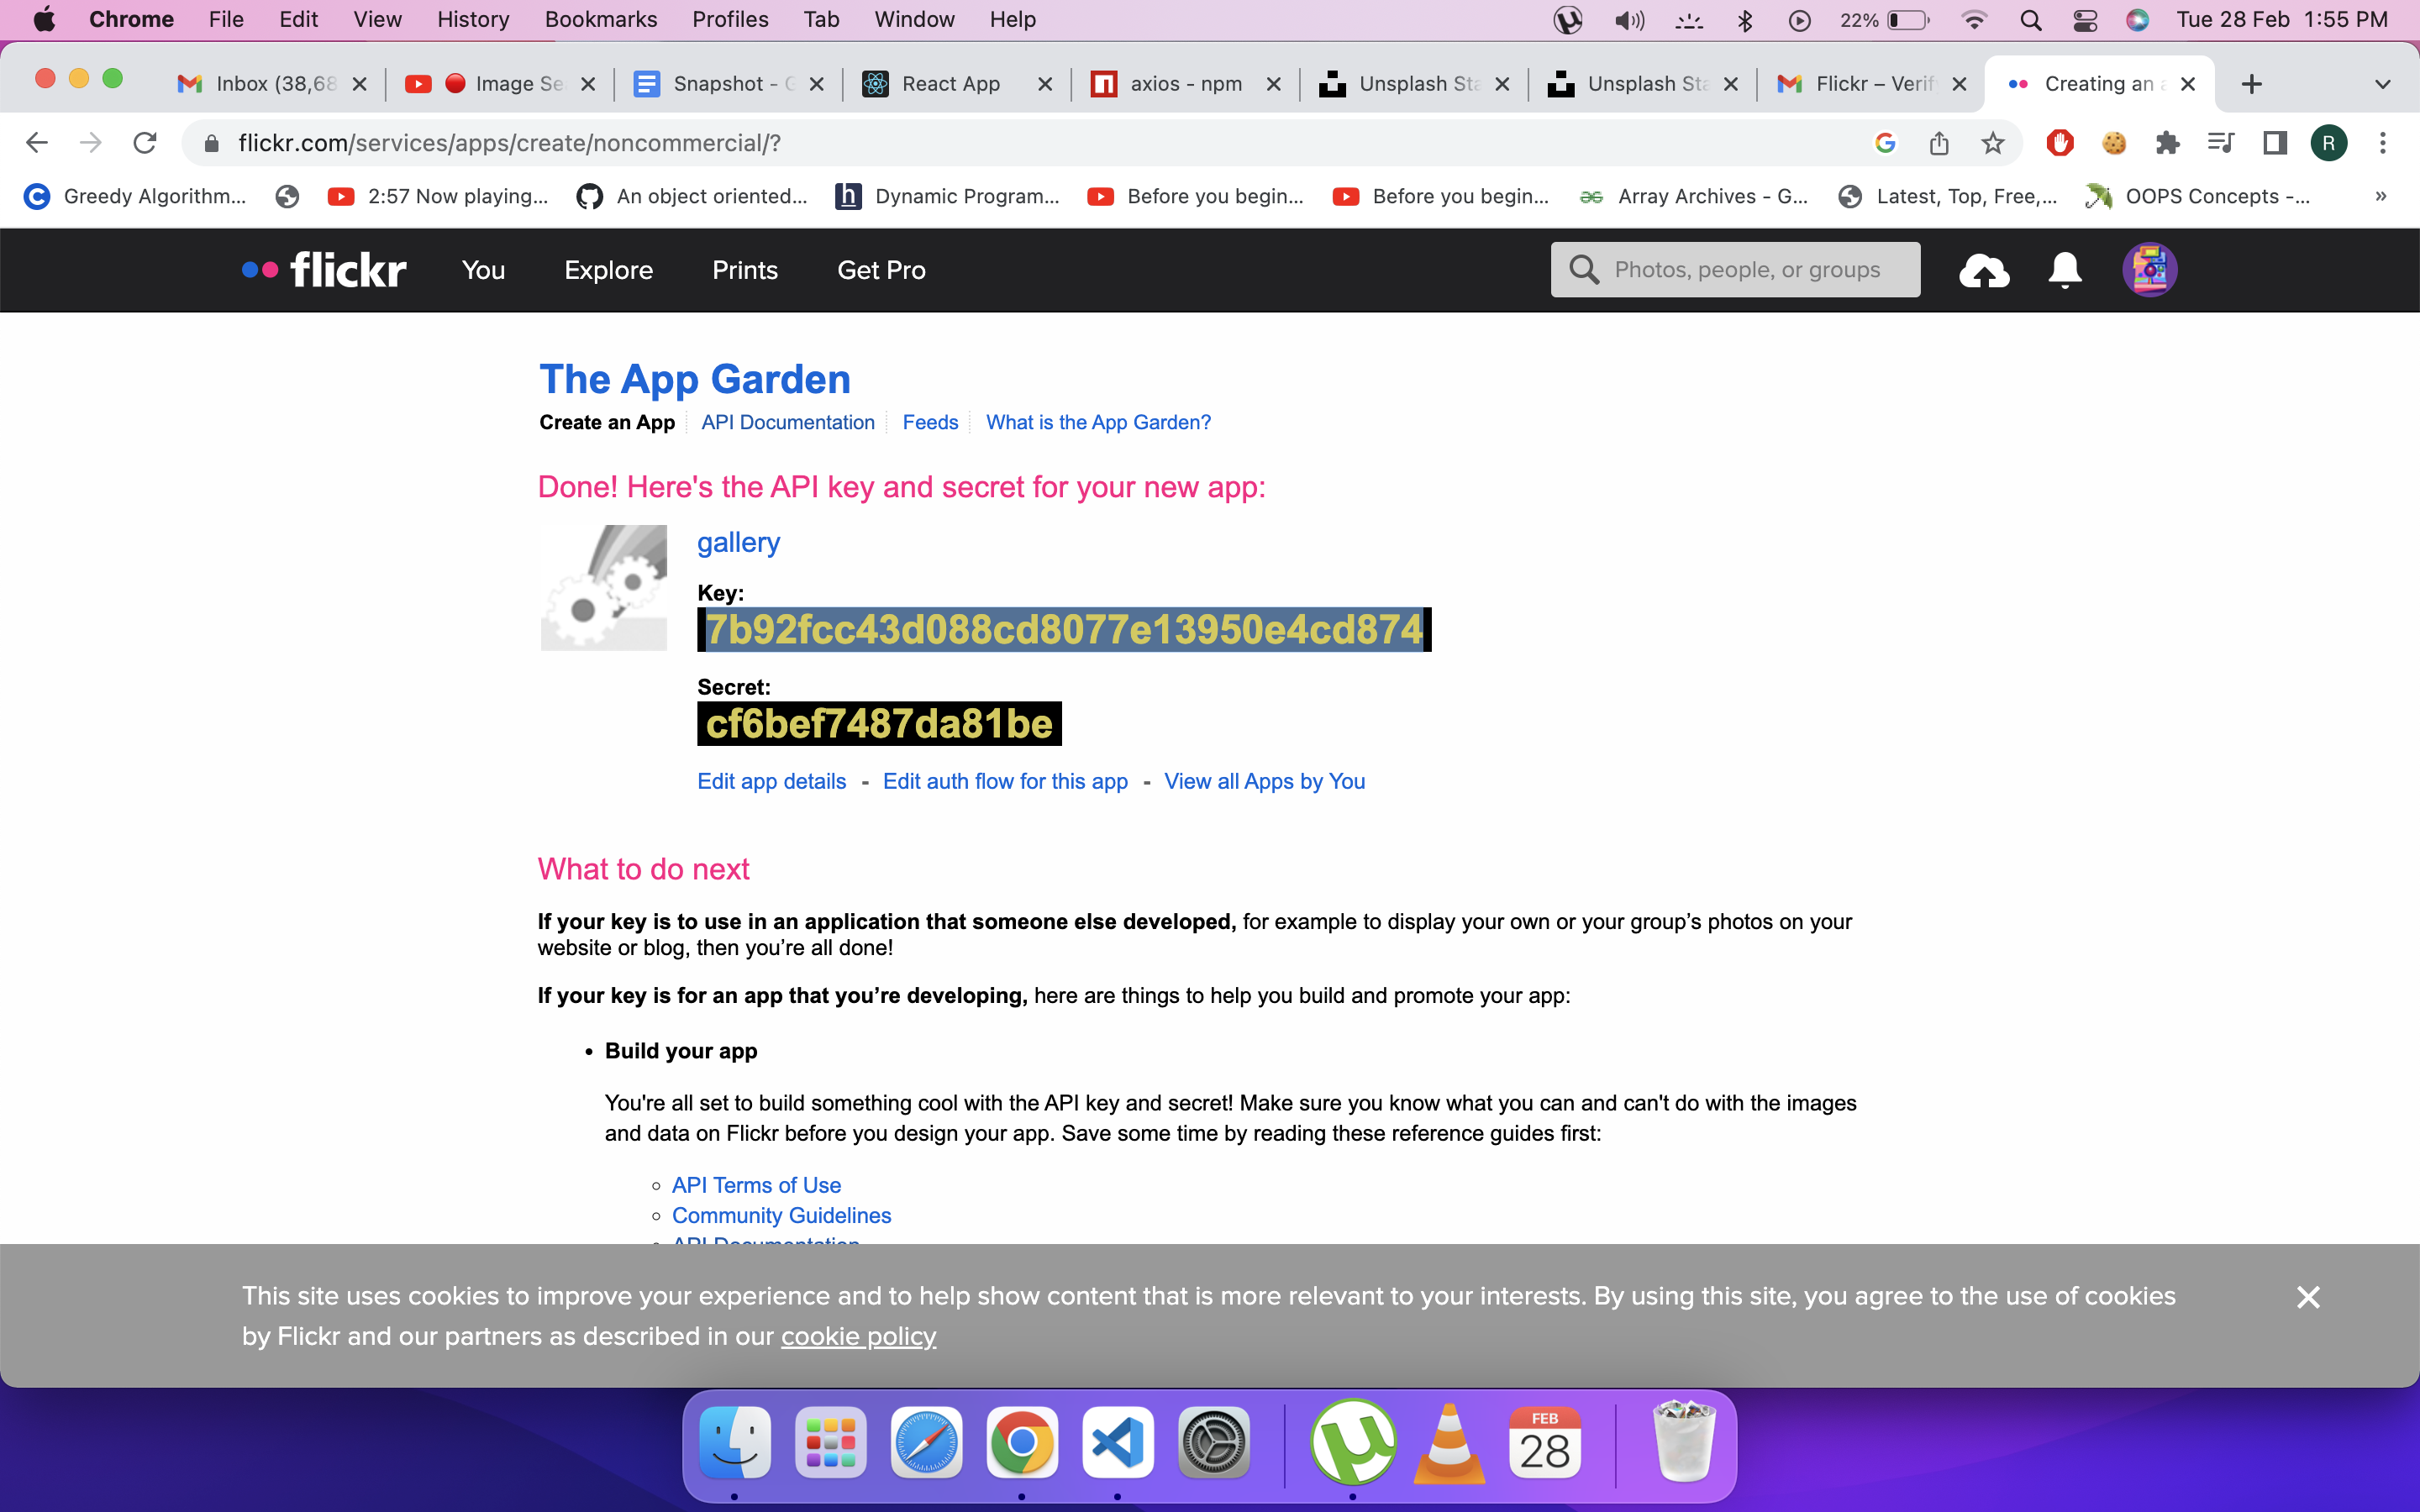 Chrome File Edit View History Bookmarks Profiles Tab Window Help 22% Tue 28 Feb 1:55 PM
Inbox (38,68 Image Se Snapshot - G React App axios - npm Unsplash Sta Unsplash Sta Flickr – Verif Creating an a
flickr.com/services/apps/create/noncommercial/? R
Greedy Algorithm... 2:57 Now playing... An object oriented... Dynamic Program... Before you begin... Before you begin... Array Archives - G... Latest, Top, Free,... OOPS Concepts -... »
flickr You Explore Prints Get Pro Photos, people, or groups
The App Garden
Create an App API Documentation Feeds What is the App Garden?
Done! Here's the API key and secret for your new app:
gallery
Key:
7b92fcc43d088cd8077e13950e4cd874
Secret:
cf6bef7487da81be
Edit app details - Edit auth flow for this app - View all Apps by You
What to do next
If your key is to use in an application that someone else developed, for example to display your own or your group’s photos on your
website or blog, then you’re all done!
If your key is for an app that you’re developing, here are things to help you build and promote your app:
• Build your app
You're all set to build something cool with the API key and secret! Make sure you know what you can and can't do with the images
and data on Flickr before you design your app. Save some time by reading these reference guides first:
API Terms of Use
Community Guidelines
API Documentation
This site uses cookies to improve your experience and to help show content that is more relevant to your interests. By using this site, you agree to the use of cookies
by Flickr and our partners as described in our cookie policy
FEB
28